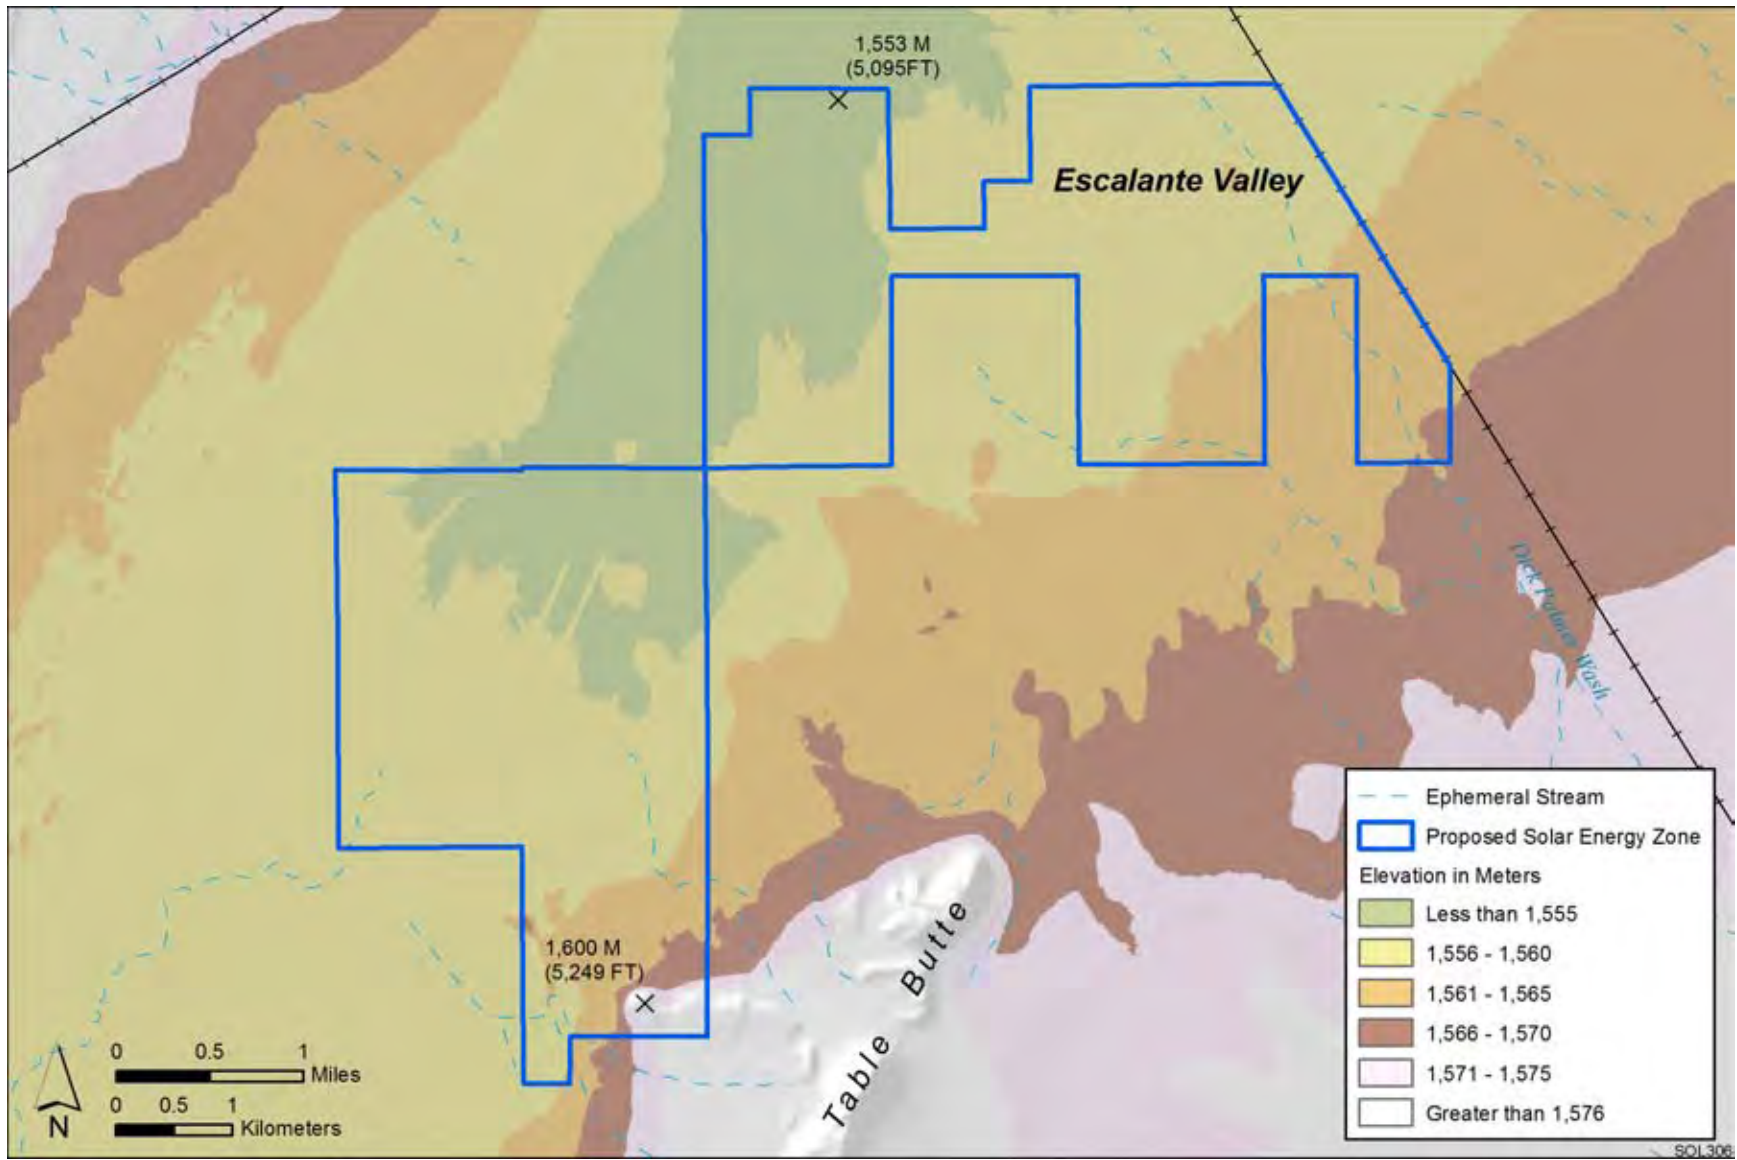 1,553 M
(5,095FT)
Escalante Valley
Dick Palmer Wash
1,600 M
(5,249 FT)
Table Butte
0 0.5 1
Miles
0 0.5 1
Kilometers
N
Ephemeral Stream
Proposed Solar Energy Zone
Elevation in Meters
Less than 1,555
1,556 - 1,560
1,561 - 1,565
1,566 - 1,570
1,571 - 1,575
Greater than 1,576
SOL306